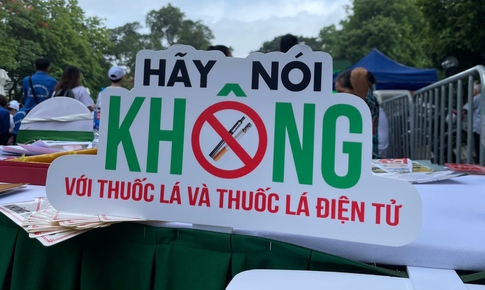 HÃY NÓI
KHÔNG
VỚI THUỐC LÁ VÀ THUỐC LÁ ĐIỆN TỬ